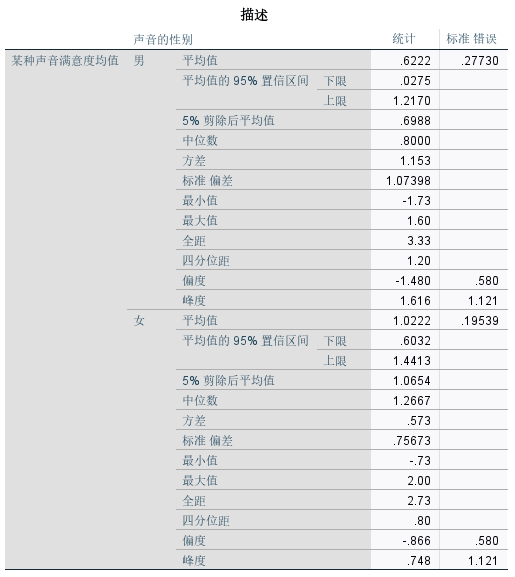 描述
声音的性别 统计 标准 错误
某种声音满意度均值 男 平均值 .6222 .27730
平均值的 95% 置信区间 下限 .0275
上限 1.2170
5% 剪除后平均值 .6988
中位数 .8000
方差 1.153
标准 偏差 1.07398
最小值 -1.73
最大值 1.60
全距 3.33
四分位距 1.20
偏度 -1.480 .580
峰度 1.616 1.121
女 平均值 1.0222 .19539
平均值的 95% 置信区间 下限 .6032
上限 1.4413
5% 剪除后平均值 1.0654
中位数 1.2667
方差 .573
标准 偏差 .75673
最小值 -.73
最大值 2.00
全距 2.73
四分位距 .80
偏度 -.866 .580
峰度 .748 1.121